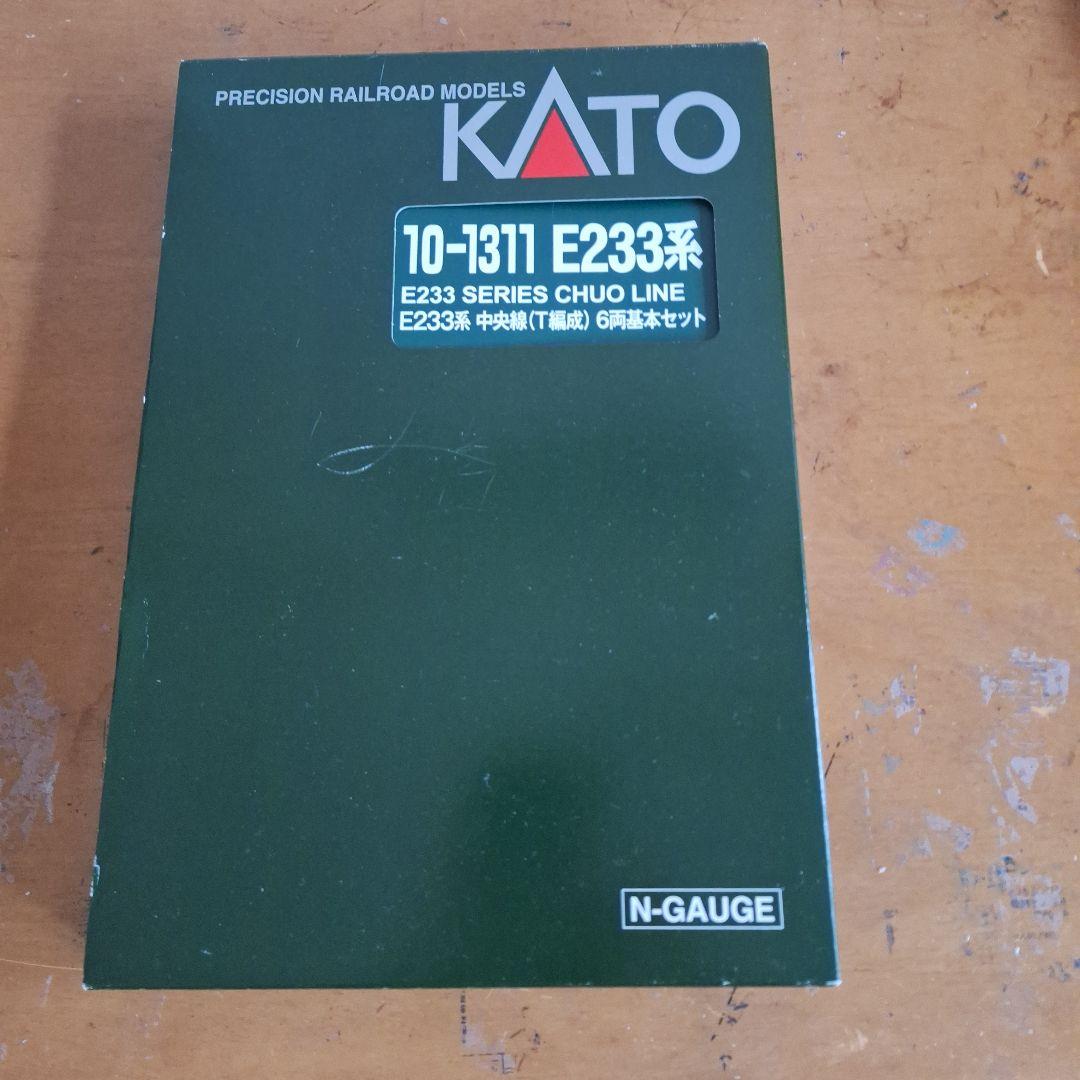 PRECISION RAILROAD MODELS
KATO
10-1311 E233系
E233 SERIES CHUO LINE
E233系 中央線(T編成) 6両基本セット
N-GAUGE